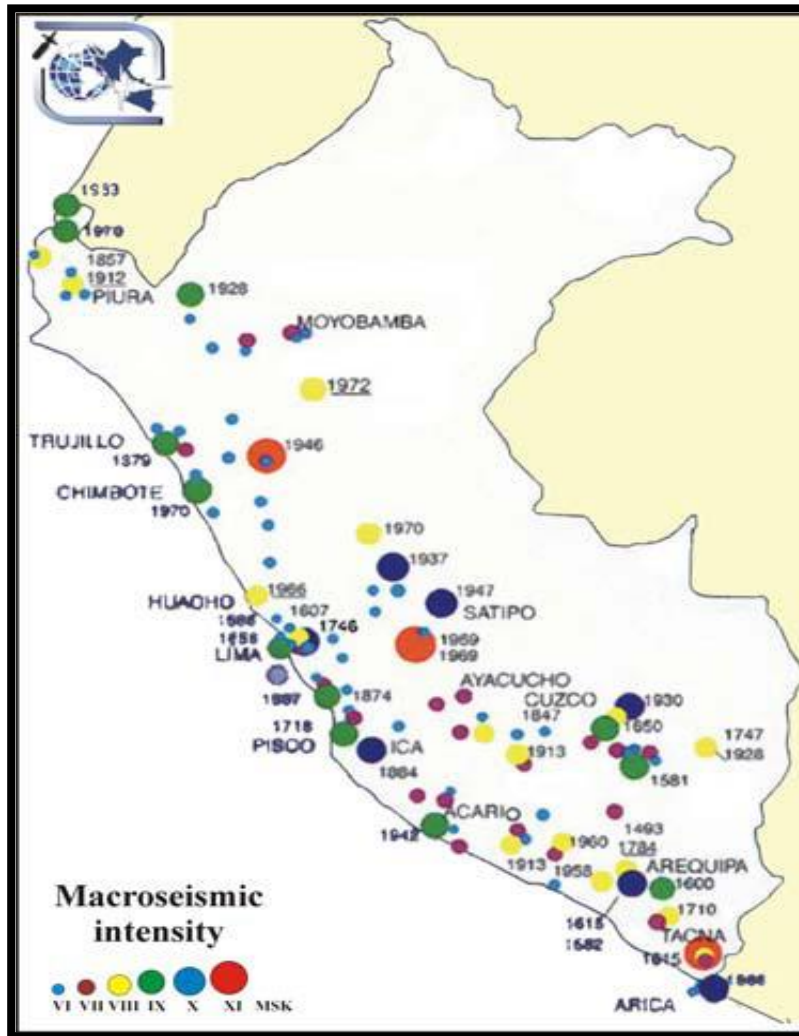 1970
1857
1912
PIURA
1928
MOYOBAMBA
1972
TRUJILLO
1946
CHIMBOTE
1970
1970
1937
1966
1947
HUACHO
SATIPO
1607
1746
LIMA
1969
1969
AYACUCHO
1874
CUZCO
1930
1718
1847
1650
1747
PISCO
ICA
1913
1928
1581
ACARIO
1942
1493
1960
1784
1913
1958
AREQUIPA
1600
Macroseismic
intensity
1710
TACNA
VI VII VIII IX X XI MSK
ARICA